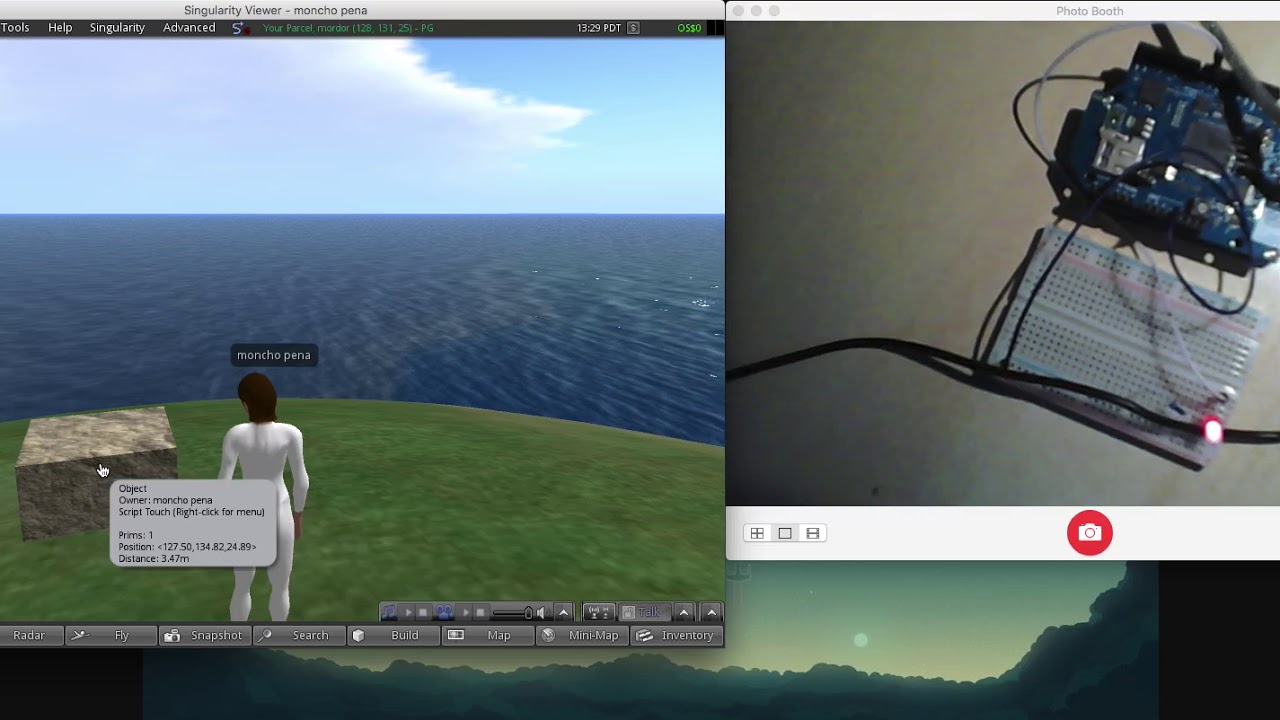 Singularity Viewer - moncho pena
Photo Booth
Tools Help Singularity Advanced Your Parcel, mordor (128, 131, 25) - PG 13:29 PDT S OS$0
moncho pena
Object
Owner: moncho pena
Script Touch (Right-click for menu)
Prims: 1
Position: <127.50,134.82,24.89>
Distance: 3.47m
Talk
Radar Fly Snapshot Search Build Map Mini-Map Inventory